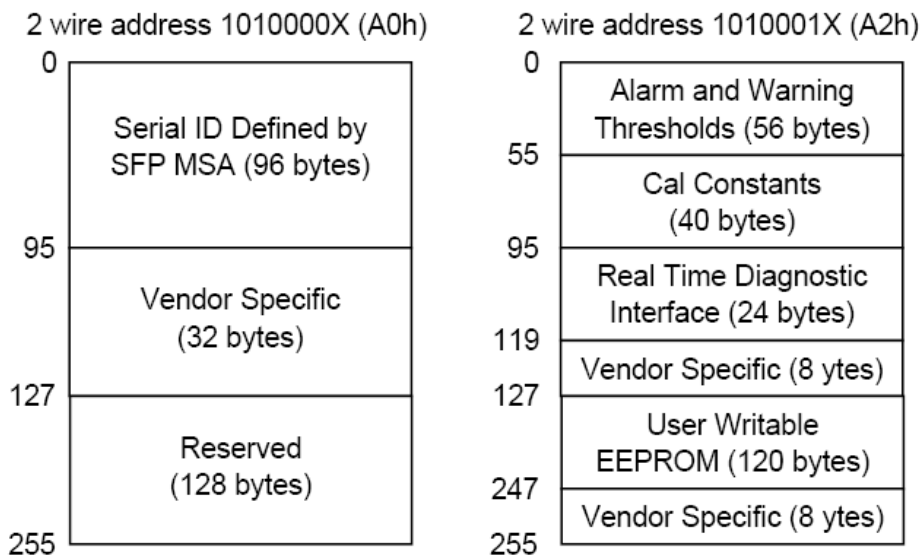 2 wire address 1010000X (A0h)
0
Serial ID Defined by
SFP MSA (96 bytes)
95
Vendor Specific
(32 bytes)
127
Reserved
(128 bytes)
255
2 wire address 1010001X (A2h)
0
Alarm and Warning
Thresholds (56 bytes)
55
Cal Constants
(40 bytes)
95
Real Time Diagnostic
Interface (24 bytes)
119
Vendor Specific (8 ytes)
127
User Writable
EEPROM (120 bytes)
247
Vendor Specific (8 ytes)
255